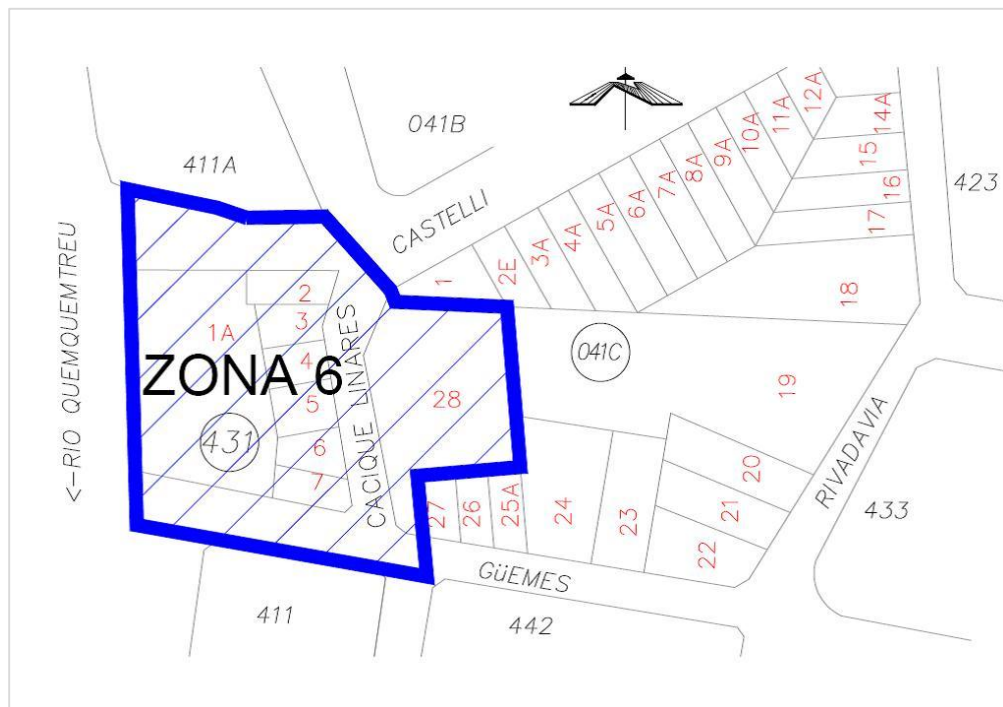 041B
411A
423
CASTELLI
<—RIO QUEMQUEMTREU
1
2E
3A
4A
5A
6A
7A
8A
9A
10A
11A
12A
14A
15
16
17
18
19
041C
2
3
1A
4
5
6
7
ZONA 6
431
CACIQUE LINARES
28
27
26
25A
24
23
20
21
22
RIVADAVIA
433
GüEMES
411
442